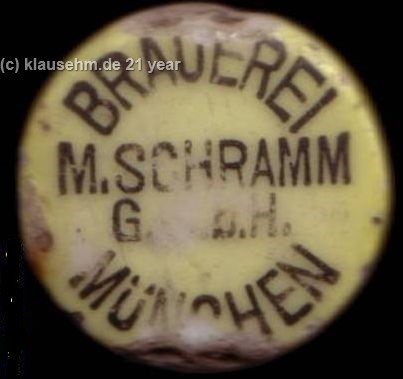 (c) klausehm.de 21 year
BRAUEREI
M.SCHRAMM
G. b.H.
MÜNCHEN